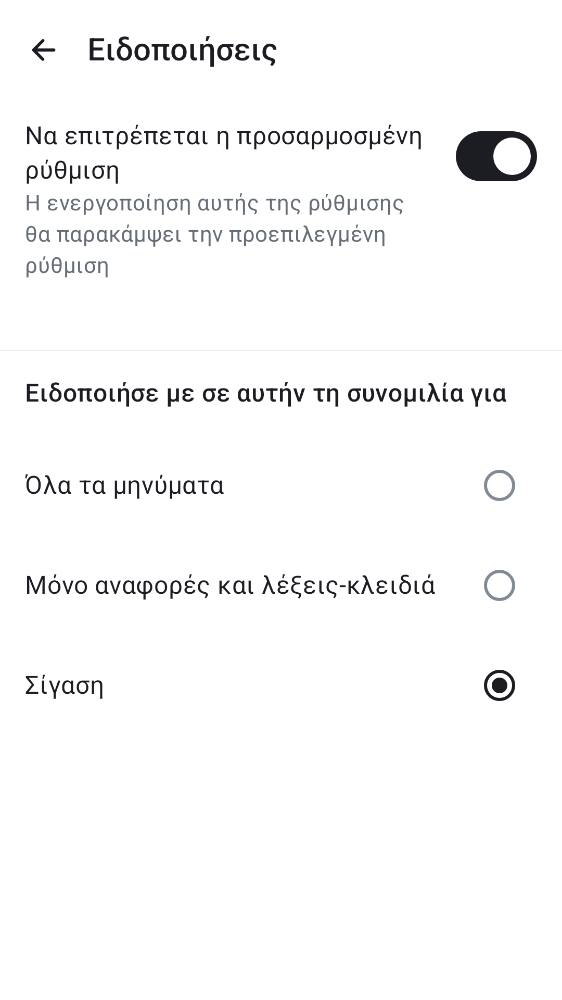 Ειδοποιήσεις
Να επιτρέπεται η προσαρμοσμένη
ρύθμιση
Η ενεργοποίηση αυτής της ρύθμισης
θα παρακάμψει την προεπιλεγμένη
ρύθμιση
Ειδοποιήσε με σε αυτήν τη συνομιλία για
Όλα τα μηνύματα
Μόνο αναφορές και λέξεις-κλειδιά
Σίγαση